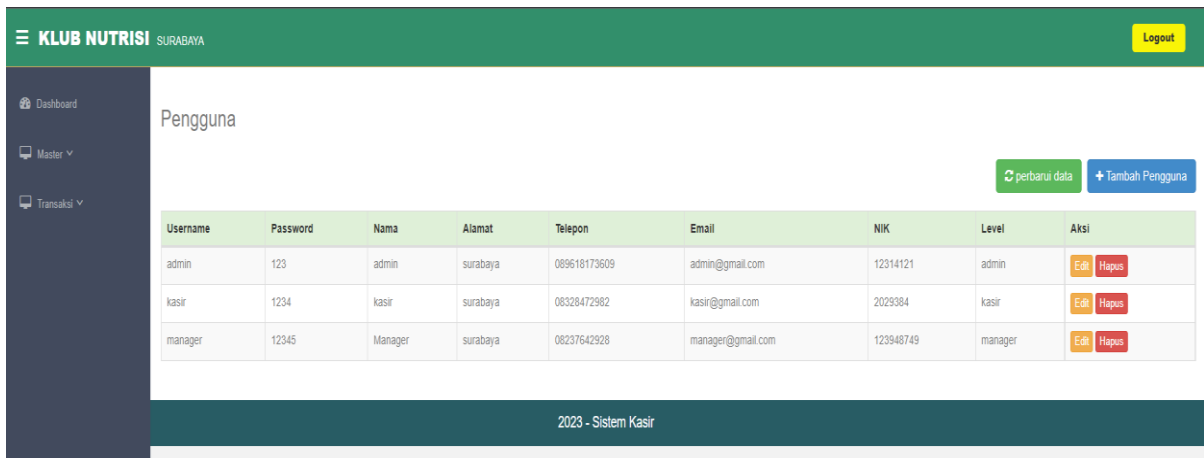 KLUB NUTRISI SURABAYA Logout
Dashboard
Master
Transaksi
Pengguna
perbarui data + Tambah Pengguna
Username Password Nama Alamat Telepon Email NIK Level Aksi
admin 123 admin surabaya 089618173609 admin@gmail.com 12314121 admin Edit Hapus
kasir 1234 kasir surabaya 08328472982 kasir@gmail.com 2029384 kasir Edit Hapus
manager 12345 Manager surabaya 08237642928 manager@gmail.com 123948749 manager Edit Hapus
2023 - Sistem Kasir